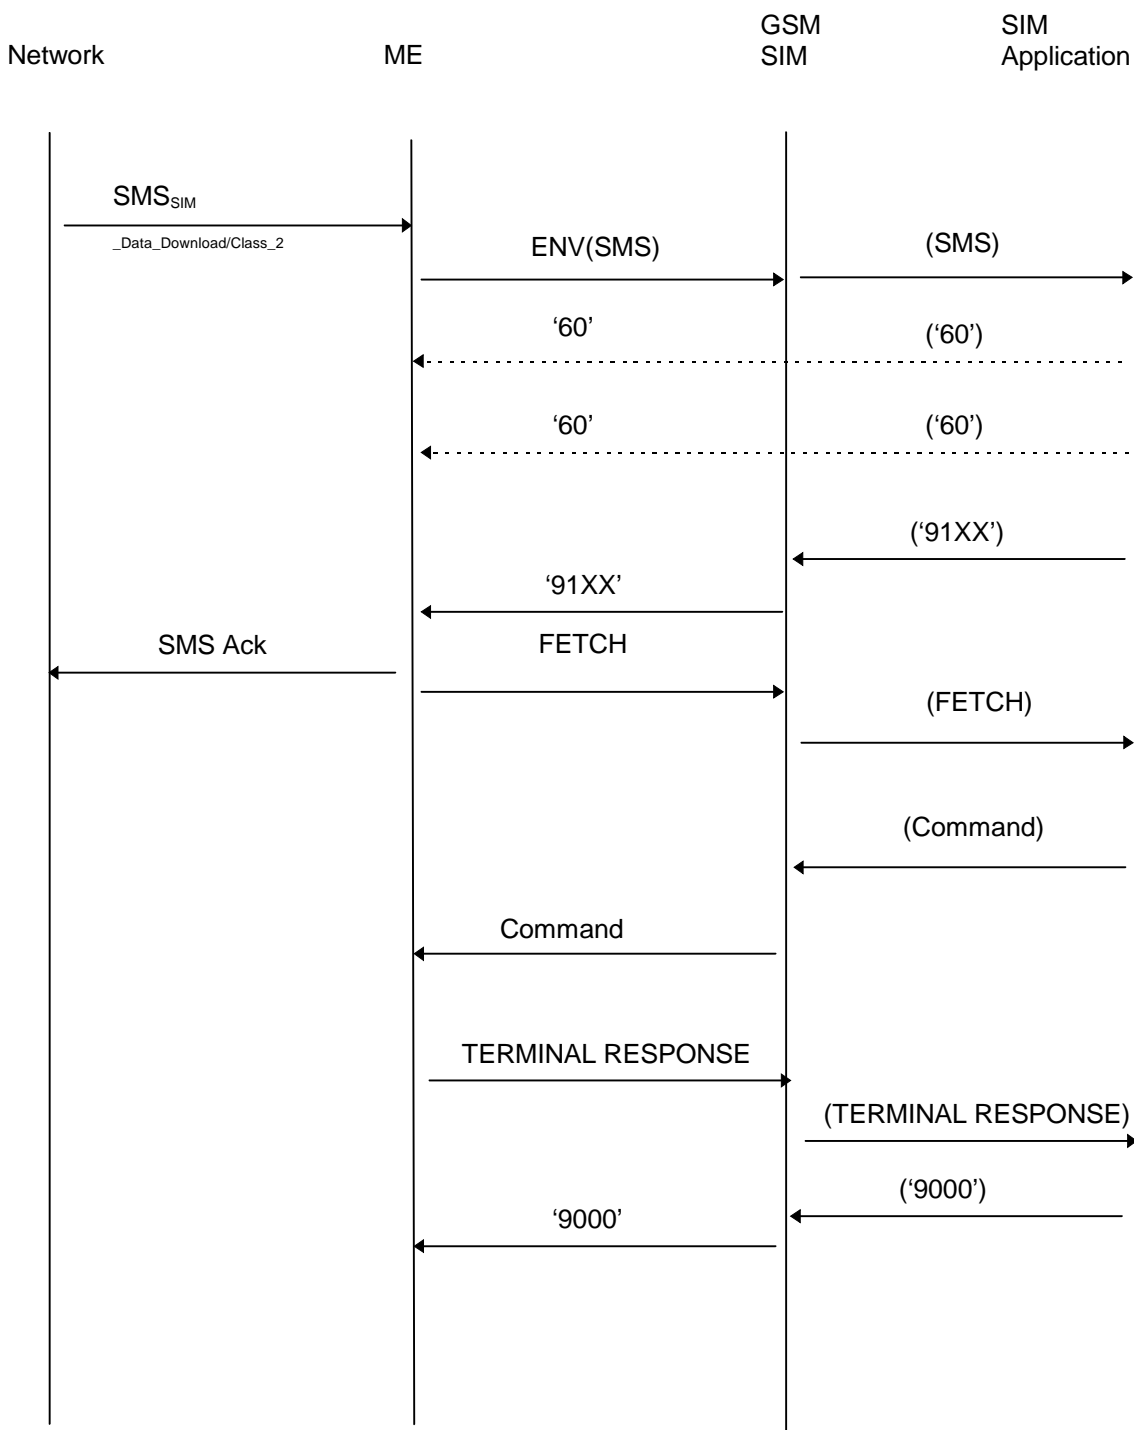 GSM SIM
Network ME SIM Application
SMSSIM
_Data_Download/Class_2
ENV(SMS) (SMS)
‘60’ (‘60’)
‘60’ (‘60’)
(‘91XX’)
‘91XX’
SMS Ack FETCH
(FETCH)
(Command)
Command
TERMINAL RESPONSE
(TERMINAL RESPONSE)
(‘9000’)
‘9000’